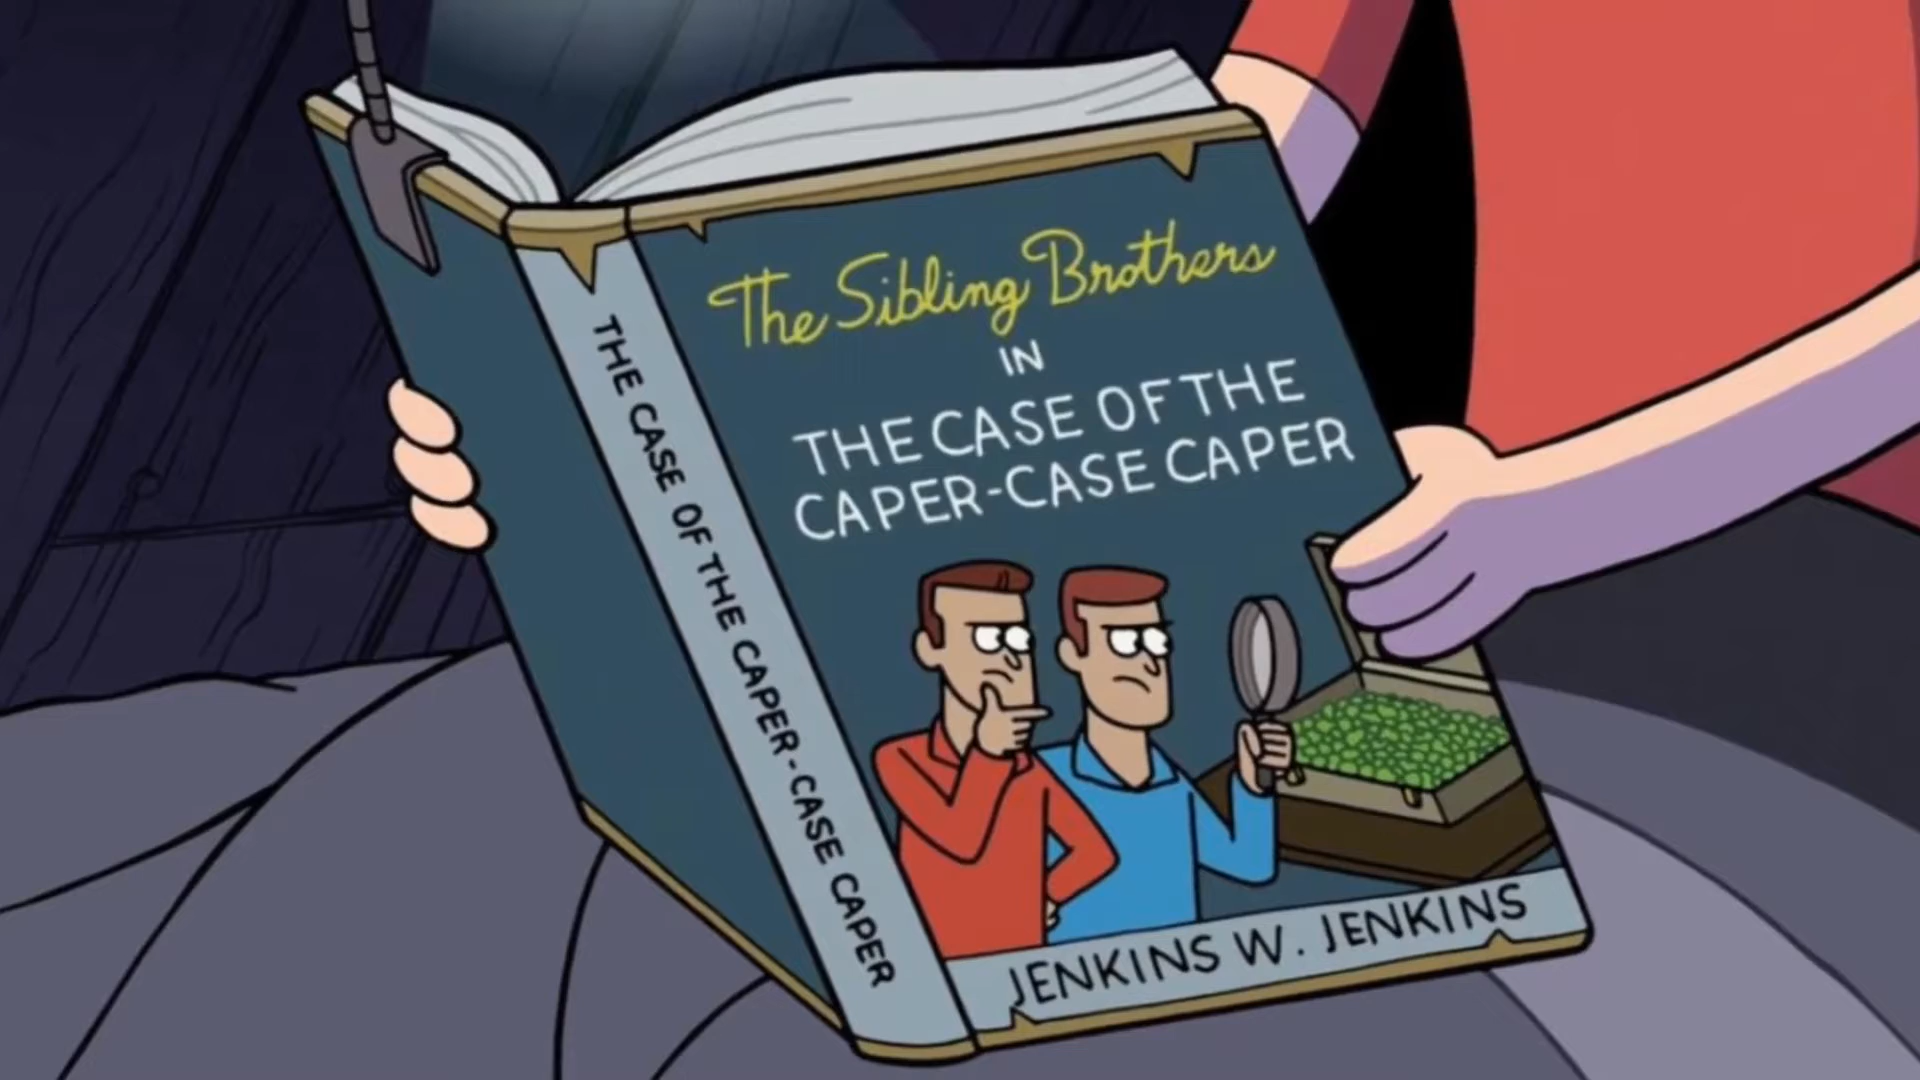 THE CASE OF THE CAPER-CASE CAPER
The Sibling Brothers
IN
THE CASE OF THE
CAPER-CASE CAPER
JENKINS W. JENKINS